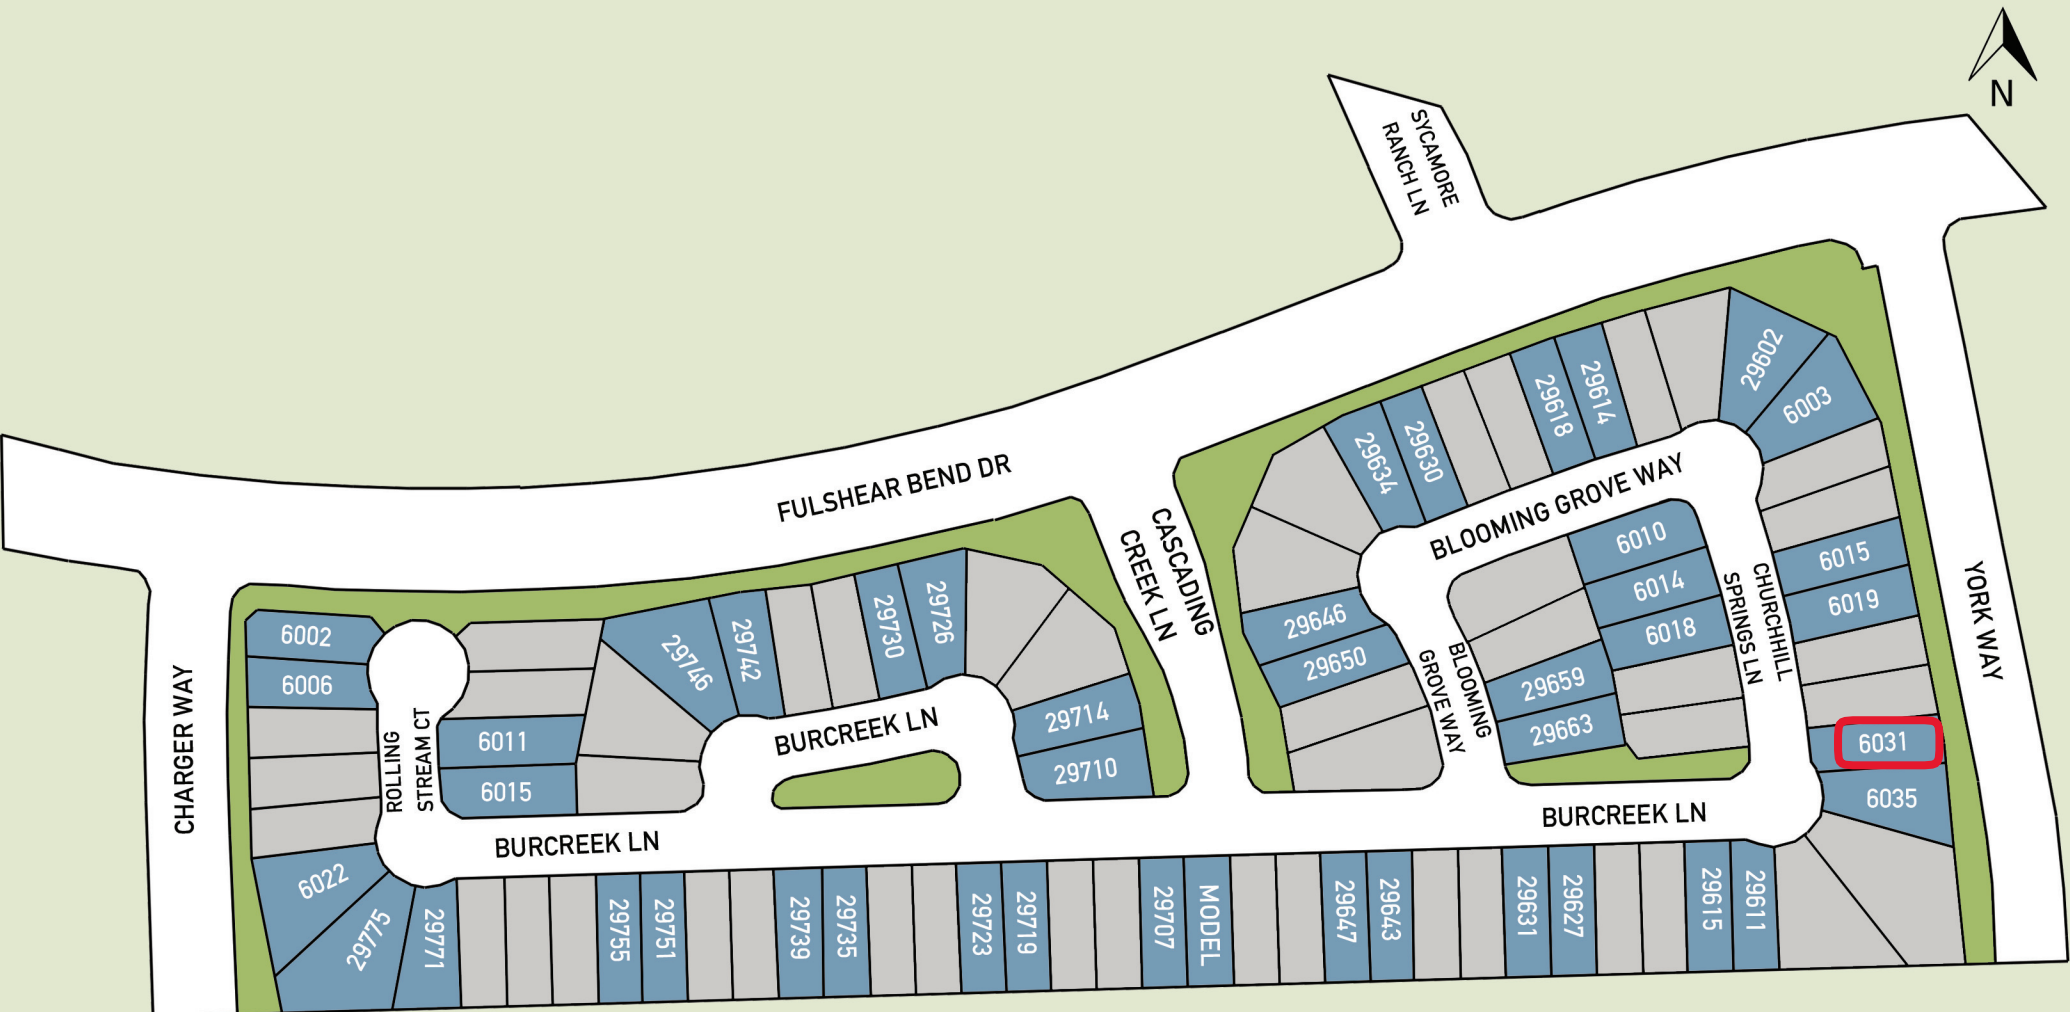 N
SYCAMORE
RANCH LN
FULSHEAR BEND DR
CASCADING
CREEK LN
BLOOMING GROVE WAY
BLOOMING
GROVE WAY
CHURCHILL
SPRINGS LN
YORK WAY
CHARGER WAY
ROLLING
STREAM CT
BURCREEK LN
BURCREEK LN
BURCREEK LN
6002
6006
6011
6015
6022
29775
29771
29746
29742
29730
29726
29714
29710
29755
29751
29739
29735
29723
29719
29707
MODEL
29647
29643
29631
29627
29615
29611
29646
29650
29634
29630
29618
29614
29602
6003
6010
6014
6018
29659
29663
6015
6019
6031
6035